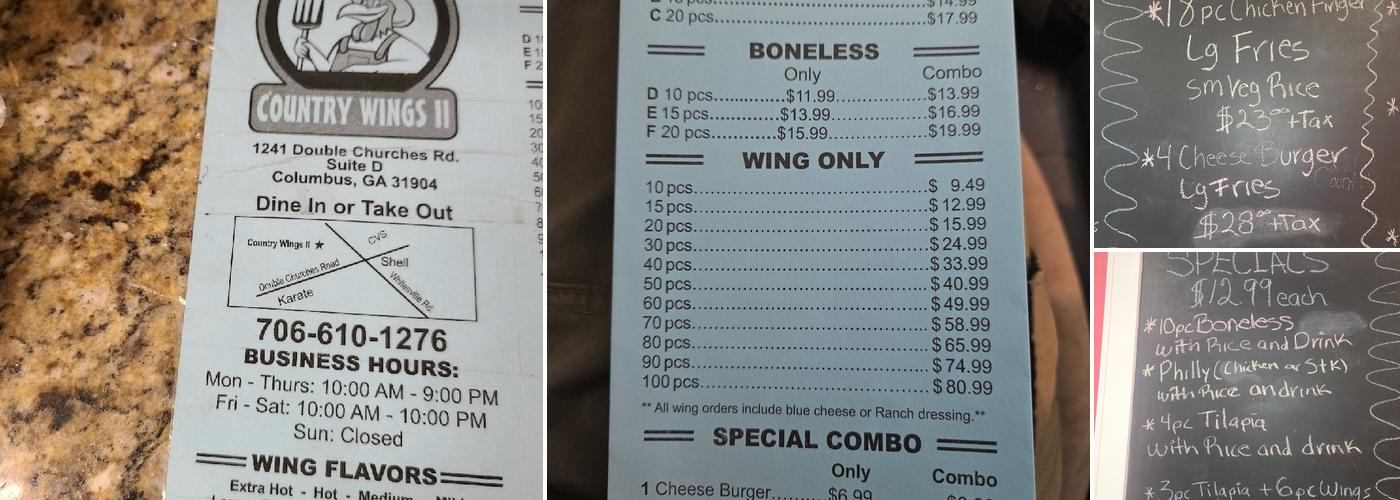 COUNTRY WINGS II
1241 Double Churches Rd.
Suite D
Columbus, GA 31904
Dine In or Take Out
Country Wings II ★
CVS
Shell
Double Churches Road
Whitesville Rd.
Karate
706-610-1276
BUSINESS HOURS:
Mon - Thurs: 10:00 AM - 9:00 PM
Fri - Sat: 10:00 AM - 10:00 PM
Sun: Closed
WING FLAVORS
Extra Hot - Hot - Medium
C 20 pcs. $17.99
BONELESS
Only Combo
D 10 pcs. $11.99 $13.99
E 15 pcs. $13.99 $16.99
F 20 pcs. $15.99 $19.99
WING ONLY
10 pcs. $ 9.49
15 pcs. $ 12.99
20 pcs. $ 15.99
30 pcs. $ 24.99
40 pcs. $ 33.99
50 pcs. $ 40.99
60 pcs. $ 49.99
70 pcs. $ 58.99
80 pcs. $ 65.99
90 pcs. $ 74.99
100 pcs. $ 80.99
** All wing orders include blue cheese or Ranch dressing.**
SPECIAL COMBO
Only Combo
1 Cheese Burger $6.99
*18pc Chicken Finger
Lg Fries
Sm Veg Rice
$23.00+Tax
*4 Cheese Burger
Lg Fries
$28.00+Tax
SPECIALS
$12.99 each
*10pc Boneless
with Rice and Drink
* Philly (Chicken or Stk)
with Rice and drink
* 4pc Tilapia
with Rice and drink
* 3pc Tilapia + 6pc Wings